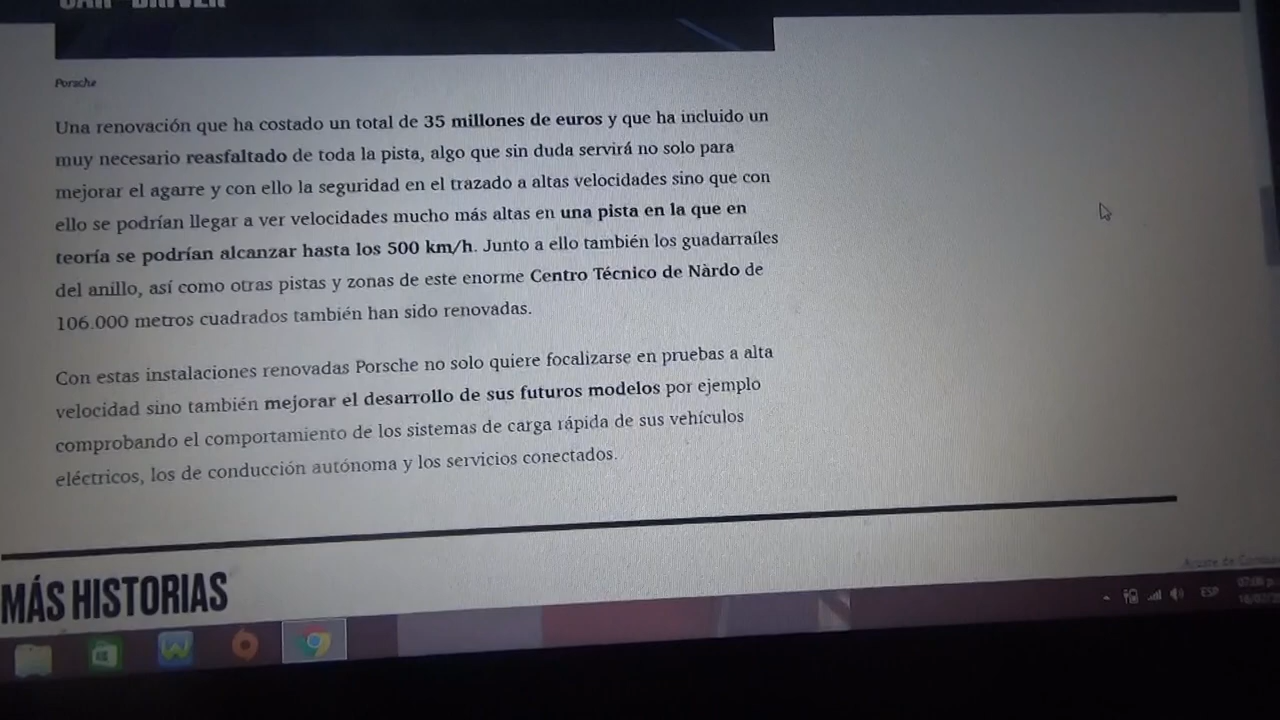 CAR DRIVER
Porsche
Una renovación que ha costado un total de 35 millones de euros y que ha incluido un
muy necesario reasfaltado de toda la pista, algo que sin duda servirá no solo para
mejorar el agarre y con ello la seguridad en el trazado a altas velocidades sino que con
ello se podrían llegar a ver velocidades mucho más altas en una pista en la que en
teoría se podrían alcanzar hasta los 500 km/h. Junto a ello también los guadarraíles
del anillo, así como otras pistas y zonas de este enorme Centro Técnico de Nàrdo de
106.000 metros cuadrados también han sido renovadas.
Con estas instalaciones renovadas Porsche no solo quiere focalizarse en pruebas a alta
velocidad sino también mejorar el desarrollo de sus futuros modelos por ejemplo
comprobando el comportamiento de los sistemas de carga rápida de sus vehículos
eléctricos, los de conducción autónoma y los servicios conectados.
MÁS HISTORIAS
ESP